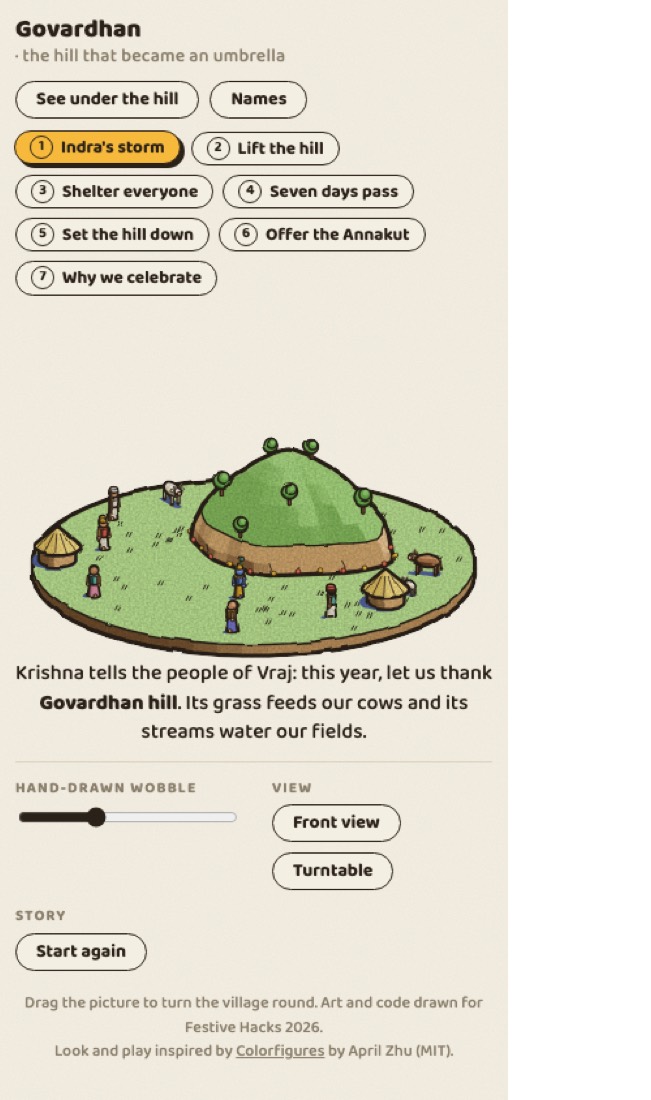 Govardhan
· the hill that became an umbrella
See under the hill
Names
1 Indra's storm
2 Lift the hill
3 Shelter everyone
4 Seven days pass
5 Set the hill down
6 Offer the Annakut
7 Why we celebrate
Krishna tells the people of Vraj: this year, let us thank
Govardhan hill. Its grass feeds our cows and its
streams water our fields.
HAND-DRAWN WOBBLE
VIEW
Front view
Turntable
STORY
Start again
Drag the picture to turn the village round. Art and code drawn for
Festive Hacks 2026.
Look and play inspired by Colorfigures by April Zhu (MIT).